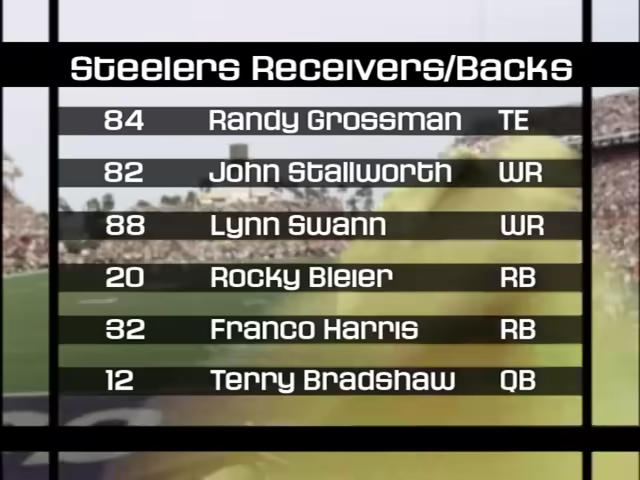 Steelers Receivers/Backs
84 Randy Grossman TE
82 John Stallworth WR
88 Lynn Swann WR
20 Rocky Bleier RB
32 Franco Harris RB
12 Terry Bradshaw QB